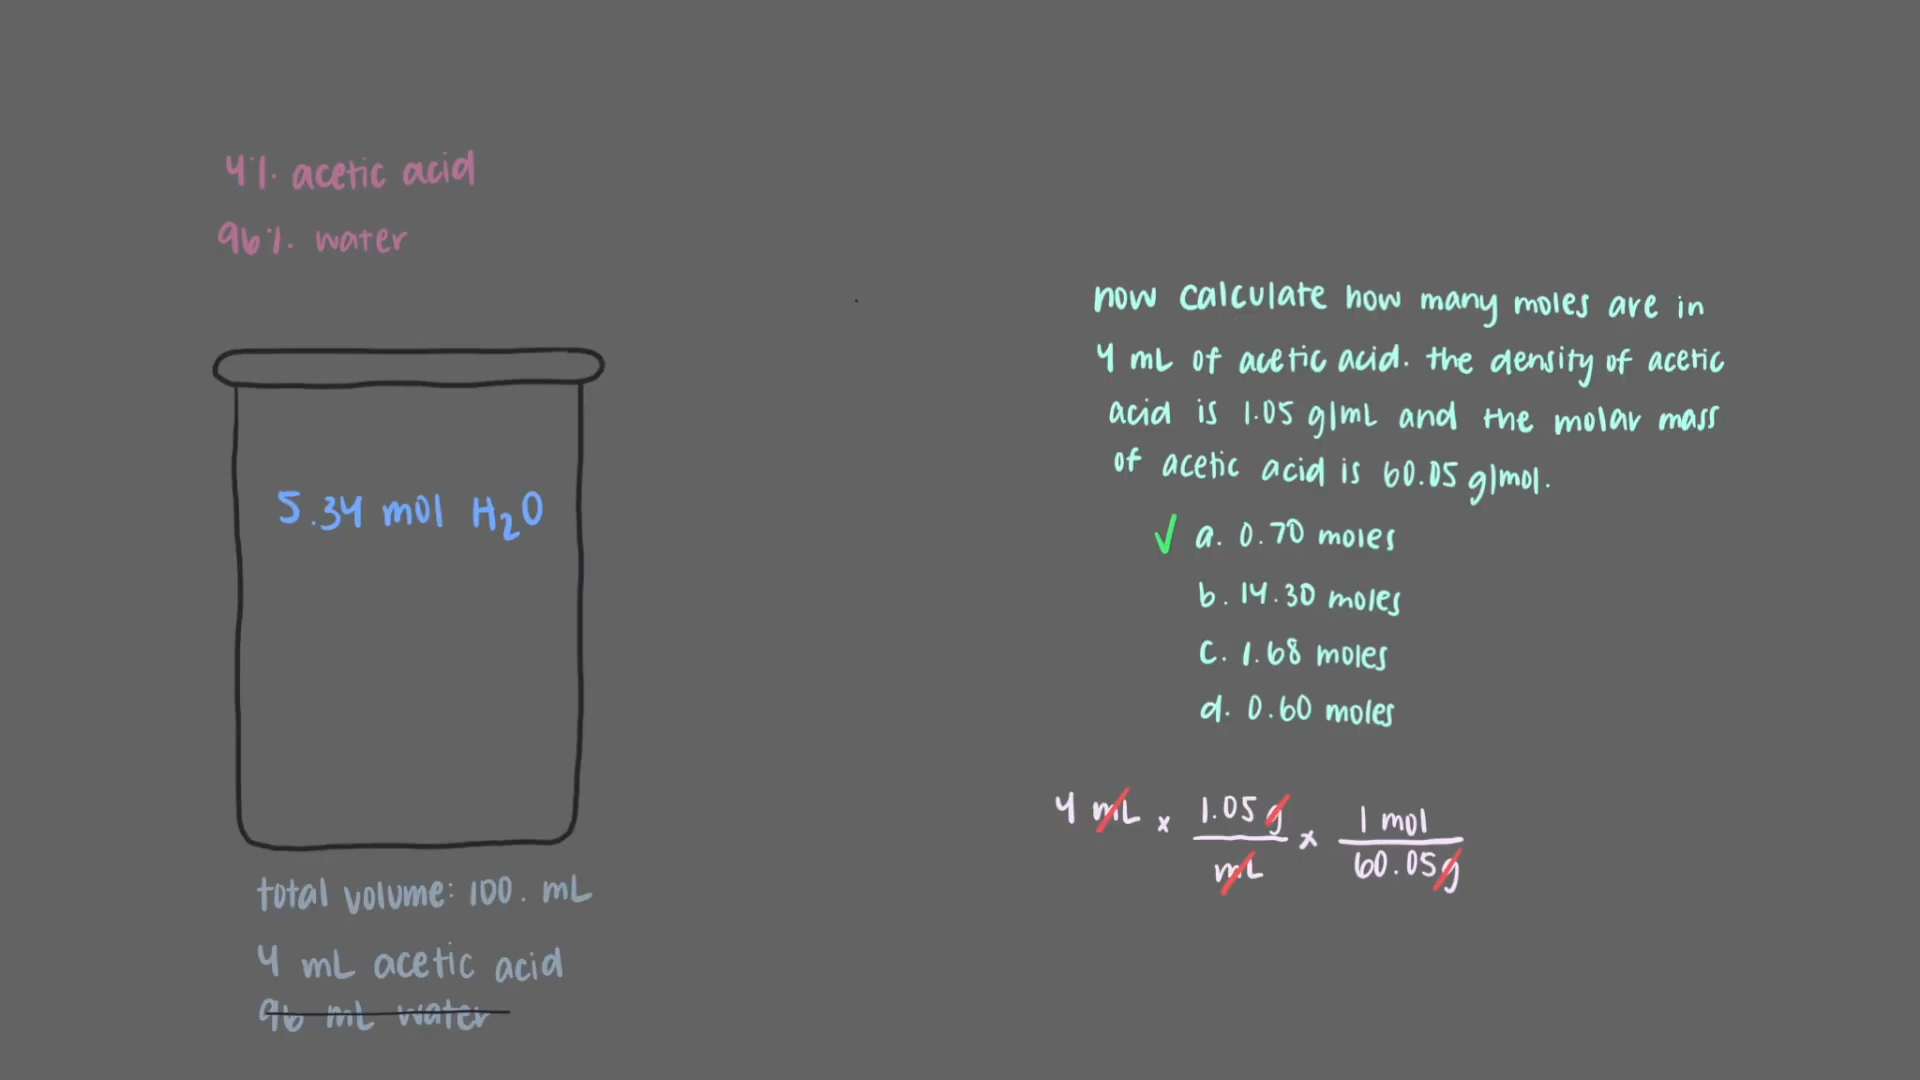 4% acetic acid
96% water
5.34 mol H₂O
total volume: 100. mL
4 mL acetic acid
96 mL water
now calculate how many moles are in
4 mL of acetic acid. the density of acetic
acid is 1.05 g/mL and the molar mass
of acetic acid is 60.05 g/mol.
✓ a. 0.70 moles
b. 14.30 moles
c. 1.68 moles
d. 0.60 moles
4 mL × 1.05 g / mL × 1 mol / 60.05 g